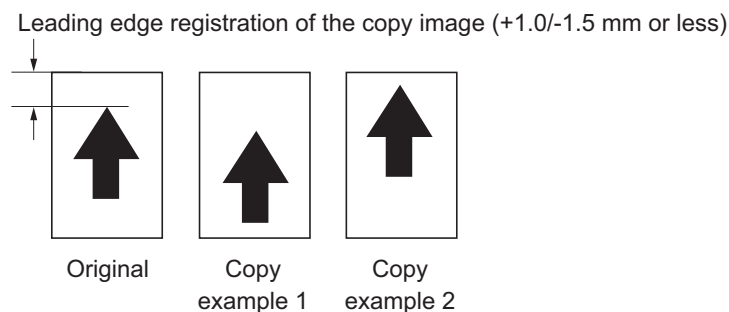 Leading edge registration of the copy image (+1.0/-1.5 mm or less)
Original
Copy
example 1
Copy
example 2